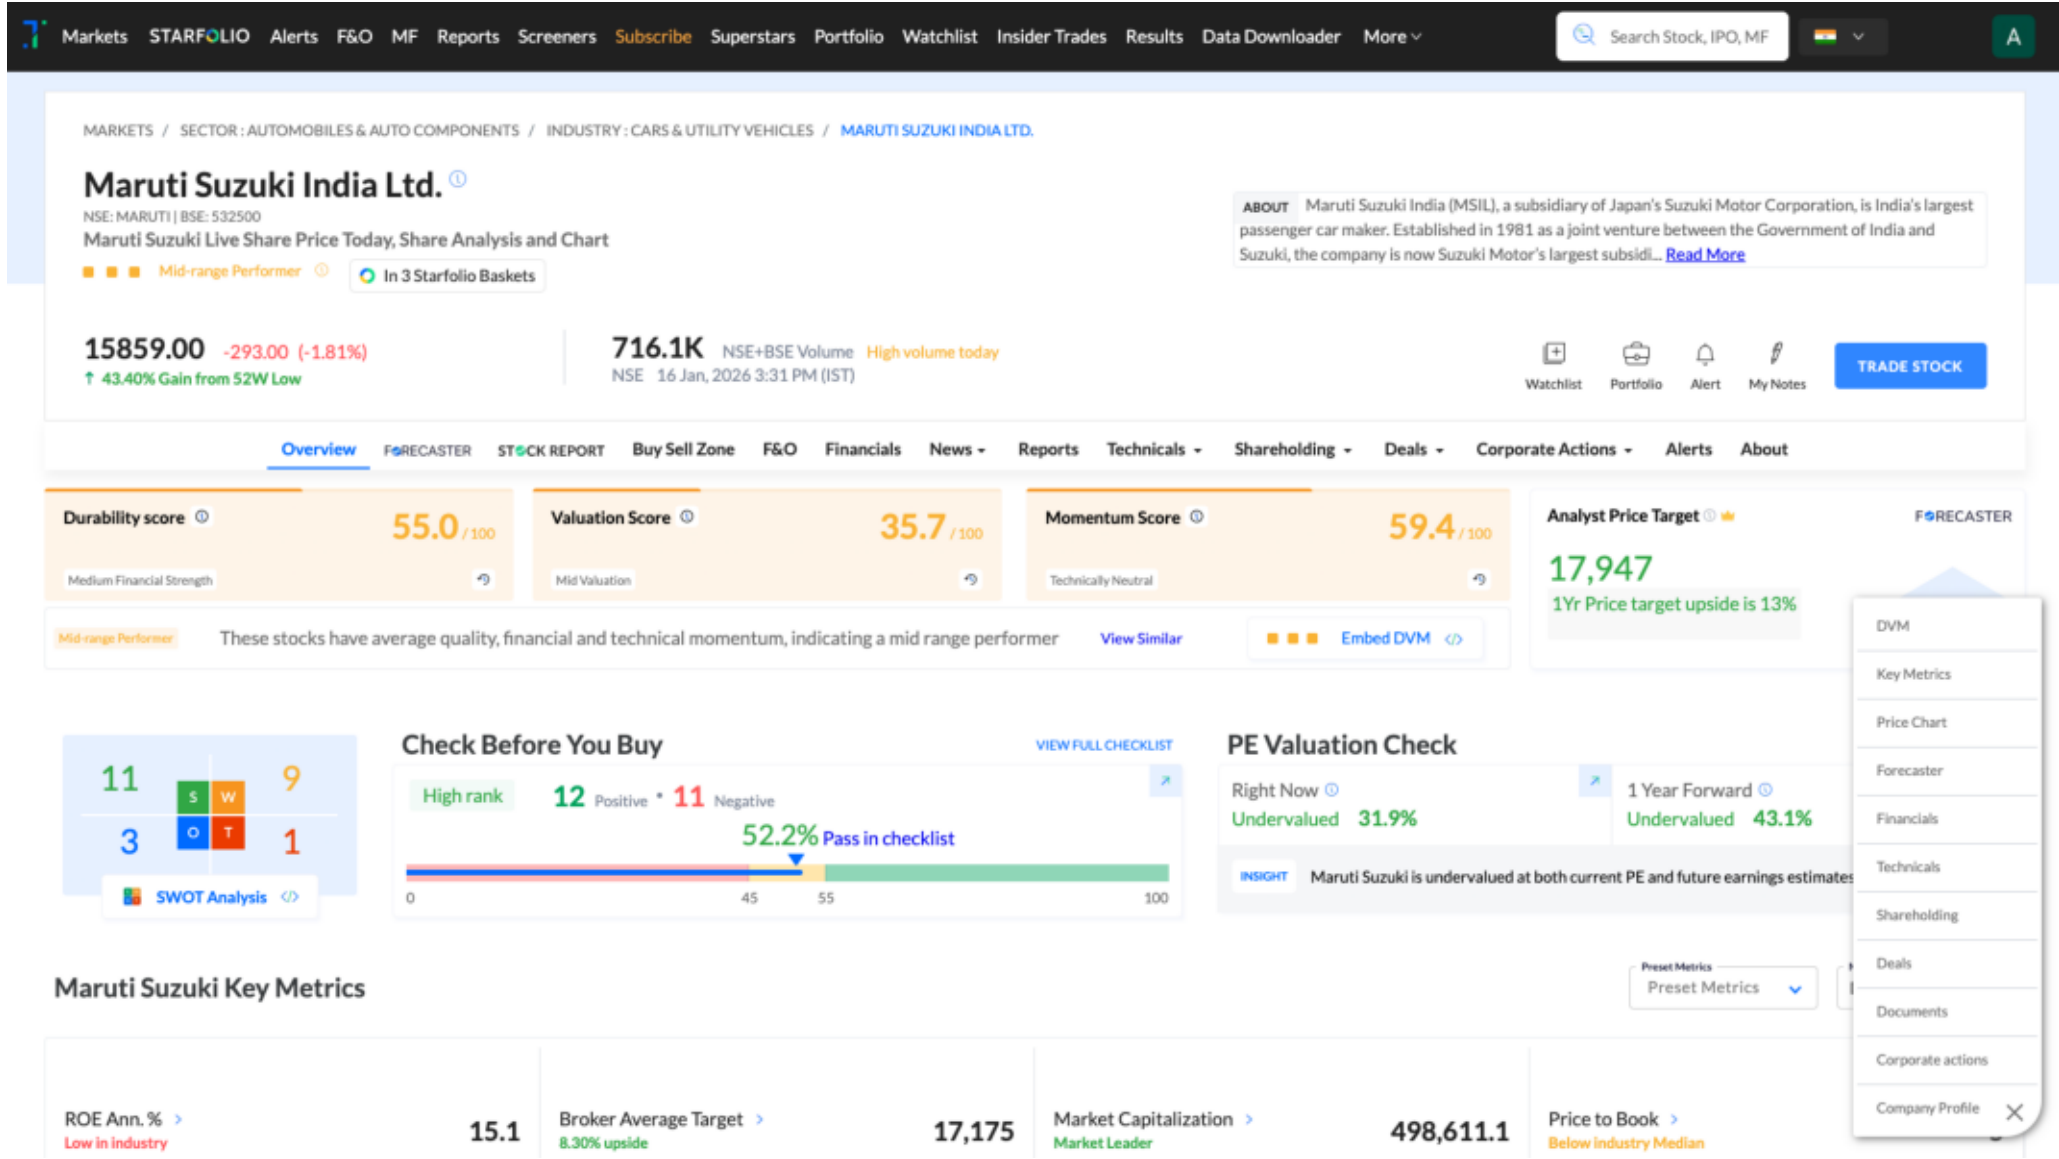 Markets STARFOLIO Alerts F&O MF Reports Screeners Subscribe Superstars Portfolio Watchlist Insider Trades Results Data Downloader More Search Stock, IPO, MF A
MARKETS / SECTOR : AUTOMOBILES & AUTO COMPONENTS / INDUSTRY : CARS & UTILITY VEHICLES / MARUTI SUZUKI INDIA LTD.
Maruti Suzuki India Ltd.
NSE: MARUTI | BSE: 532500
Maruti Suzuki Live Share Price Today, Share Analysis and Chart
Mid-range Performer In 3 Starfolio Baskets
ABOUT Maruti Suzuki India (MSIL), a subsidiary of Japan's Suzuki Motor Corporation, is India's largest
passenger car maker. Established in 1981 as a joint venture between the Government of India and
Suzuki, the company is now Suzuki Motor's largest subsidi... Read More
15859.00 -293.00 (-1.81%)
↑ 43.40% Gain from 52W Low
716.1K NSE+BSE Volume High volume today
NSE 16 Jan, 2026 3:31 PM (IST)
Watchlist Portfolio Alert My Notes TRADE STOCK
Overview FORECASTER STOCK REPORT Buy Sell Zone F&O Financials News Reports Technicals Shareholding Deals Corporate Actions Alerts About
Durability score 55.0 / 100
Medium Financial Strength
Valuation Score 35.7 / 100
Mid Valuation
Momentum Score 59.4 / 100
Technically Neutral
Analyst Price Target FORECASTER
17,947
1Yr Price target upside is 13%
Mid-range Performer These stocks have average quality, financial and technical momentum, indicating a mid range performer View Similar Embed DVM </>
11 S W 9
3 O T 1
SWOT Analysis </>
Check Before You Buy VIEW FULL CHECKLIST
High rank 12 Positive * 11 Negative
52.2% Pass in checklist
0 45 55 100
PE Valuation Check
Right Now
Undervalued 31.9%
1 Year Forward
Undervalued 43.1%
INSIGHT Maruti Suzuki is undervalued at both current PE and future earnings estimates
Maruti Suzuki Key Metrics
Preset Metrics
Preset Metrics
ROE Ann. % 15.1
Low in industry
Broker Average Target 17,175
8.30% upside
Market Capitalization 498,611.1
Market Leader
Price to Book
Below industry Median
DVM
Key Metrics
Price Chart
Forecaster
Financials
Technicals
Shareholding
Deals
Documents
Corporate actions
Company Profile